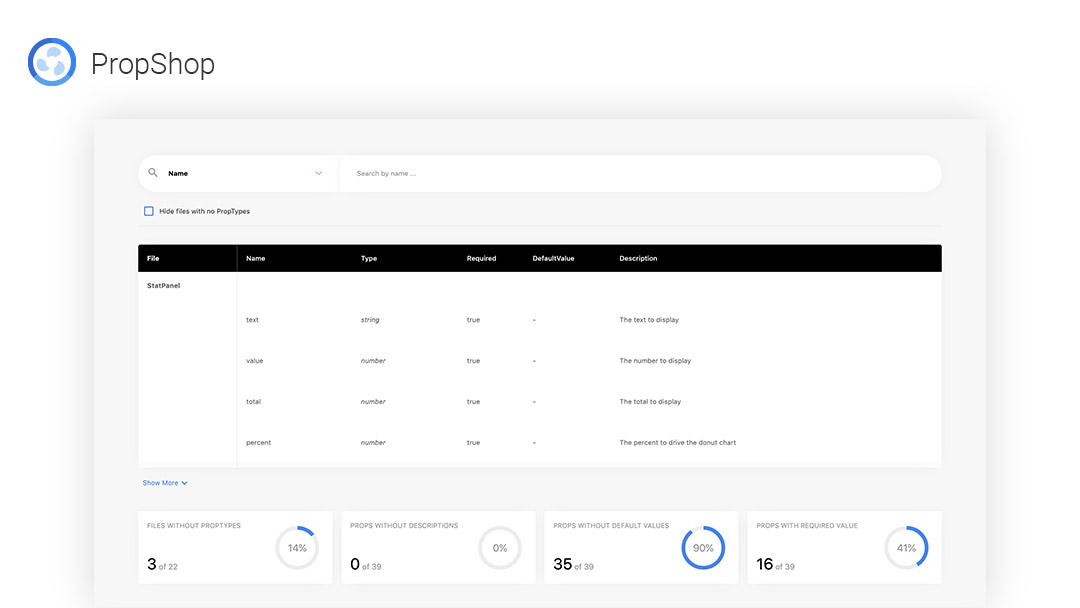 PropShop
Name Search by name ...
Hide files with no PropTypes
File Name Type Required DefaultValue Description
StatPanel
text string true - The text to display
value number true - The number to display
total number true - The total to display
percent number true - The percent to drive the donut chart
Show More
FILES WITHOUT PROPTYPES
3 of 22
14%
PROPS WITHOUT DESCRIPTIONS
0 of 39
0%
PROPS WITHOUT DEFAULT VALUES
35 of 39
90%
PROPS WITH REQUIRED VALUE
16 of 39
41%